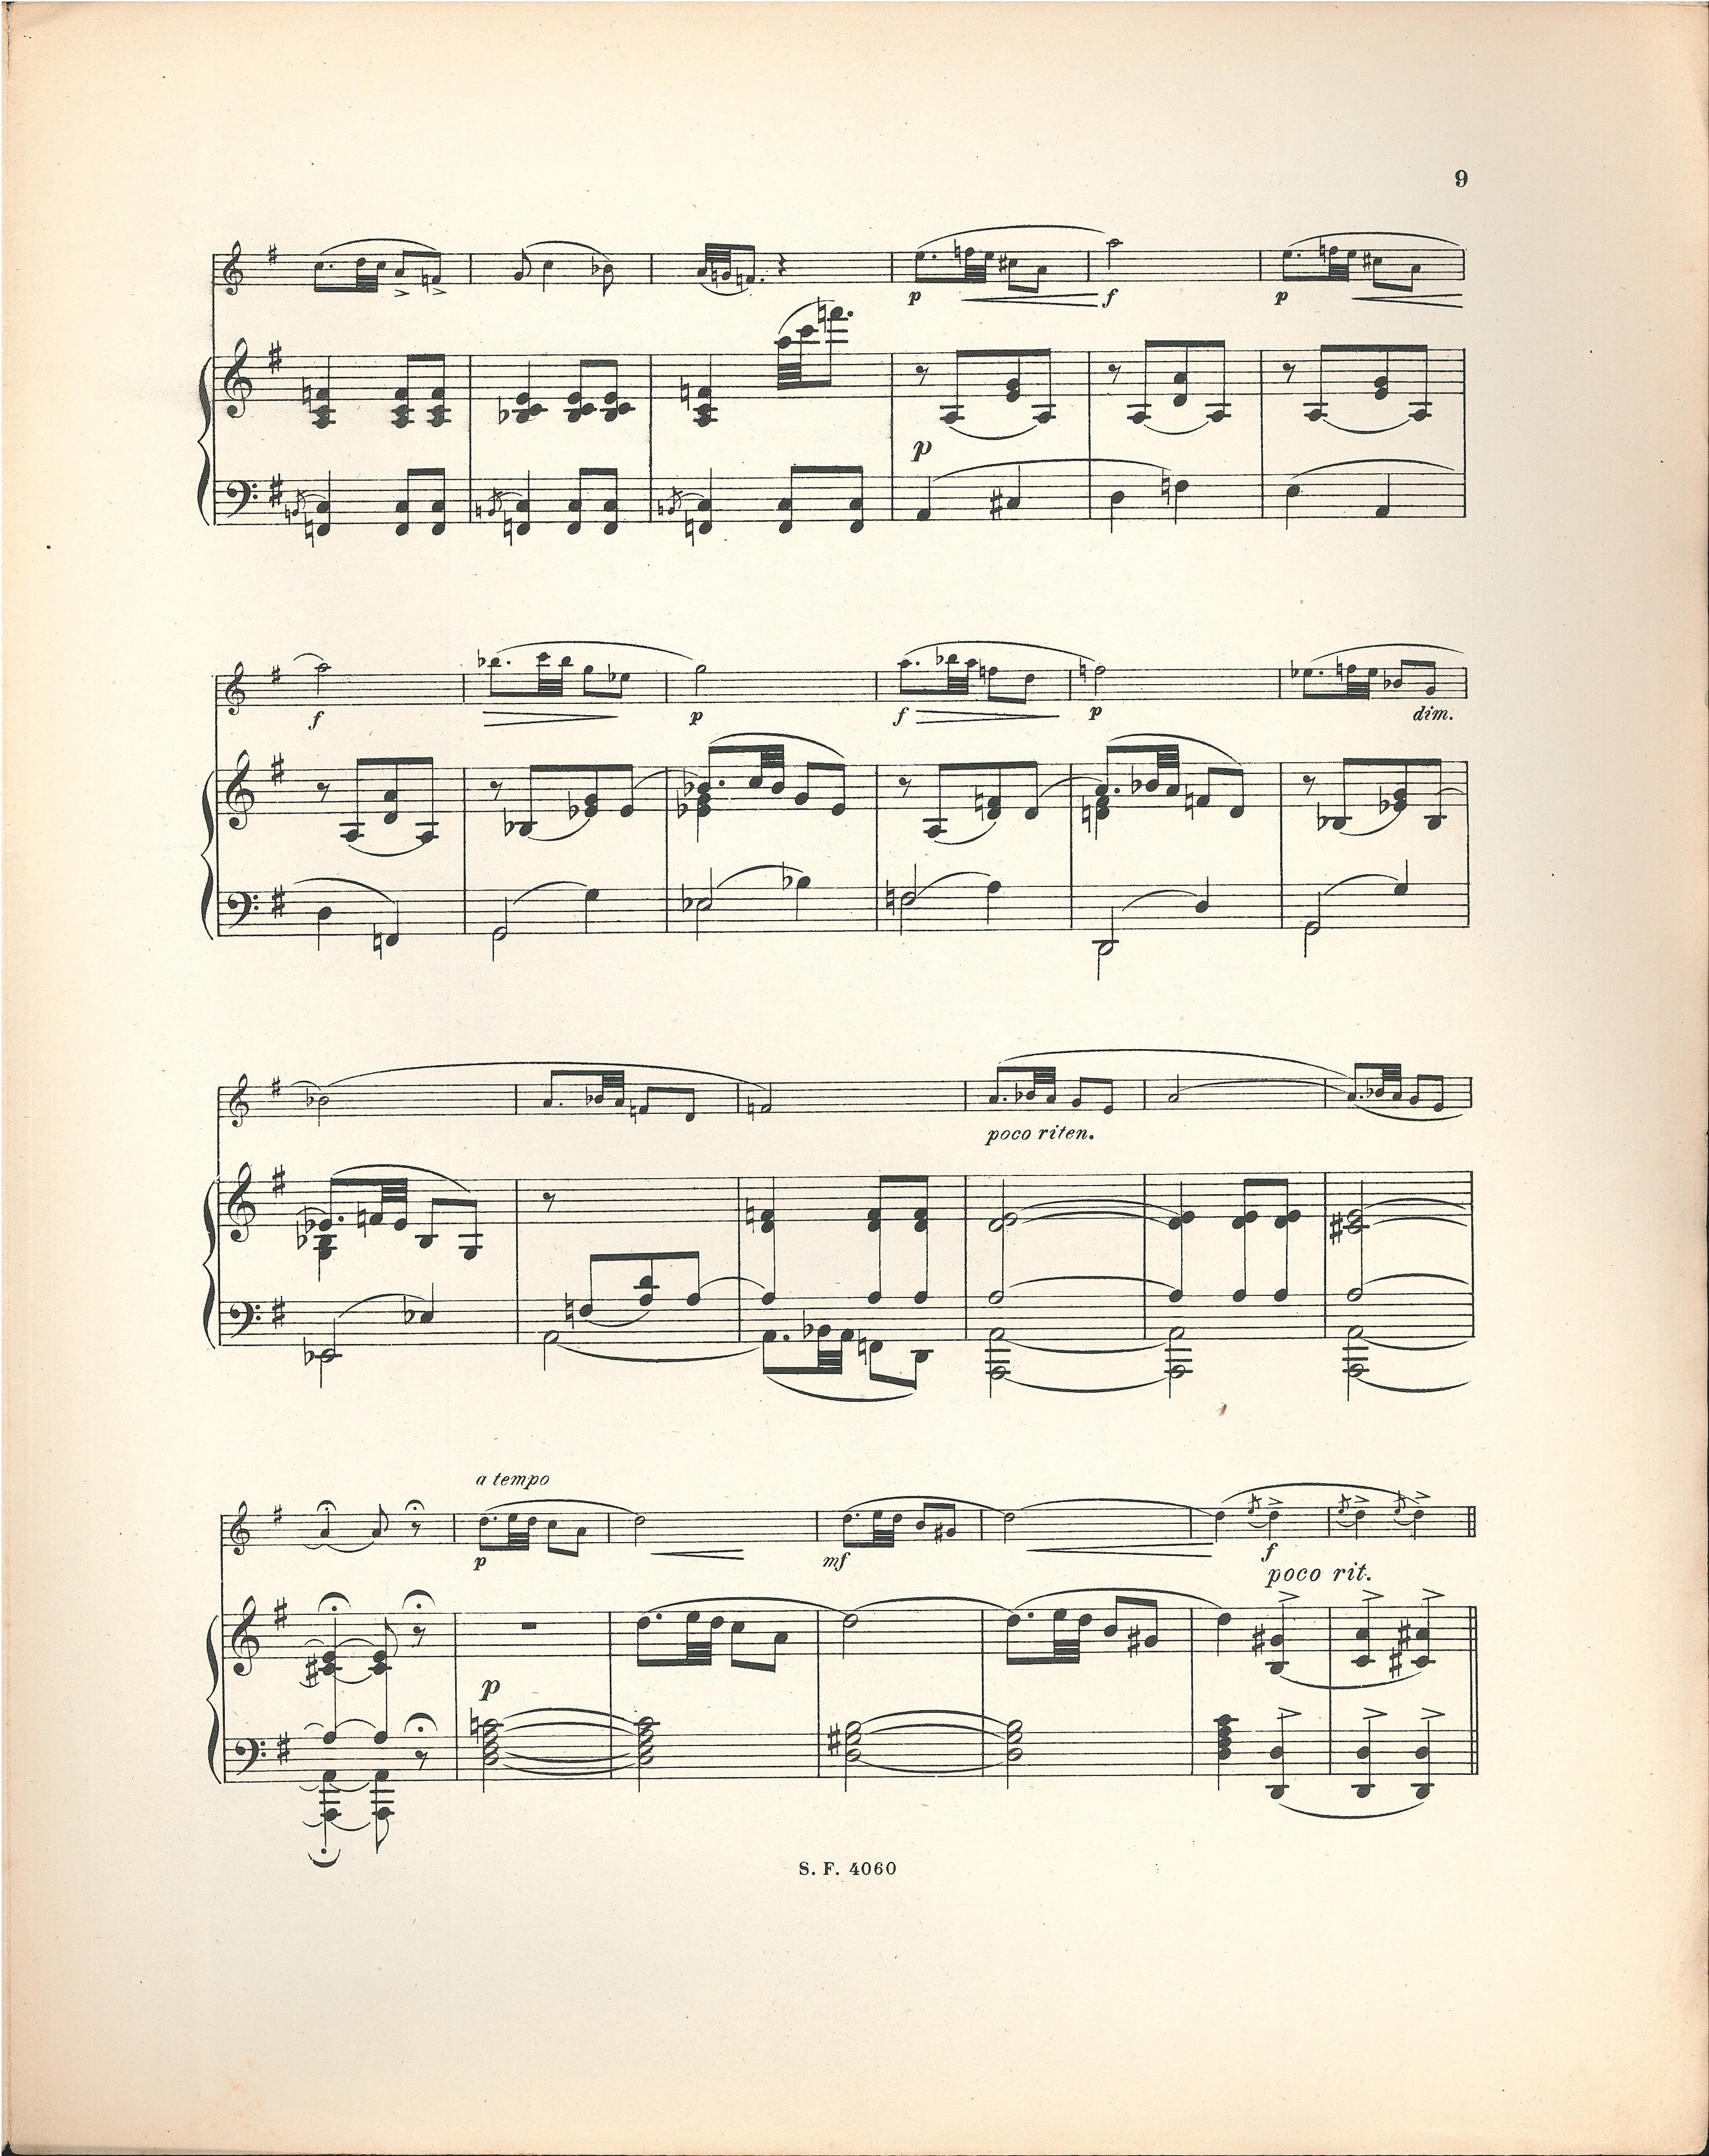 9
p f p
p
f p f p dim.
poco riten.
a tempo
p mf f
poco rit.
p
S. F. 4060